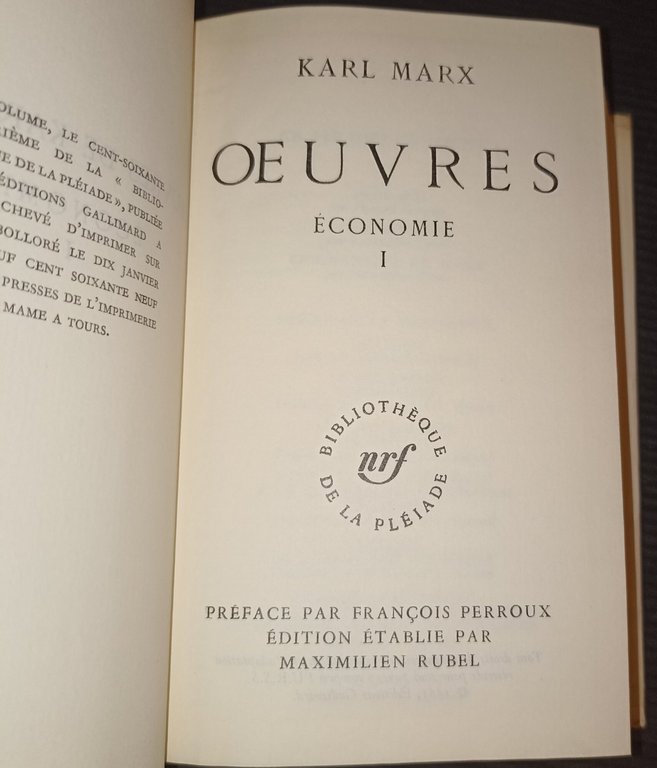 OLUME, LE CENT-SOIXANTE
IÈME DE LA « BIBLIO-
E DE LA PLÉIADE », PUBLIÉE
ÉDITIONS GALLIMARD A
CHEVÉ D'IMPRIMER SUR
BOLLORÉ LE DIX JANVIER
UF CENT SOIXANTE NEUF
PRESSES DE L'IMPRIMERIE
MAME A TOURS.
KARL MARX
OEUVRES
ÉCONOMIE
I
BIBLIOTHÈQUE
nrf
DE LA PLÉIADE
PRÉFACE PAR FRANÇOIS PERROUX
ÉDITION ÉTABLIE PAR
MAXIMILIEN RUBEL